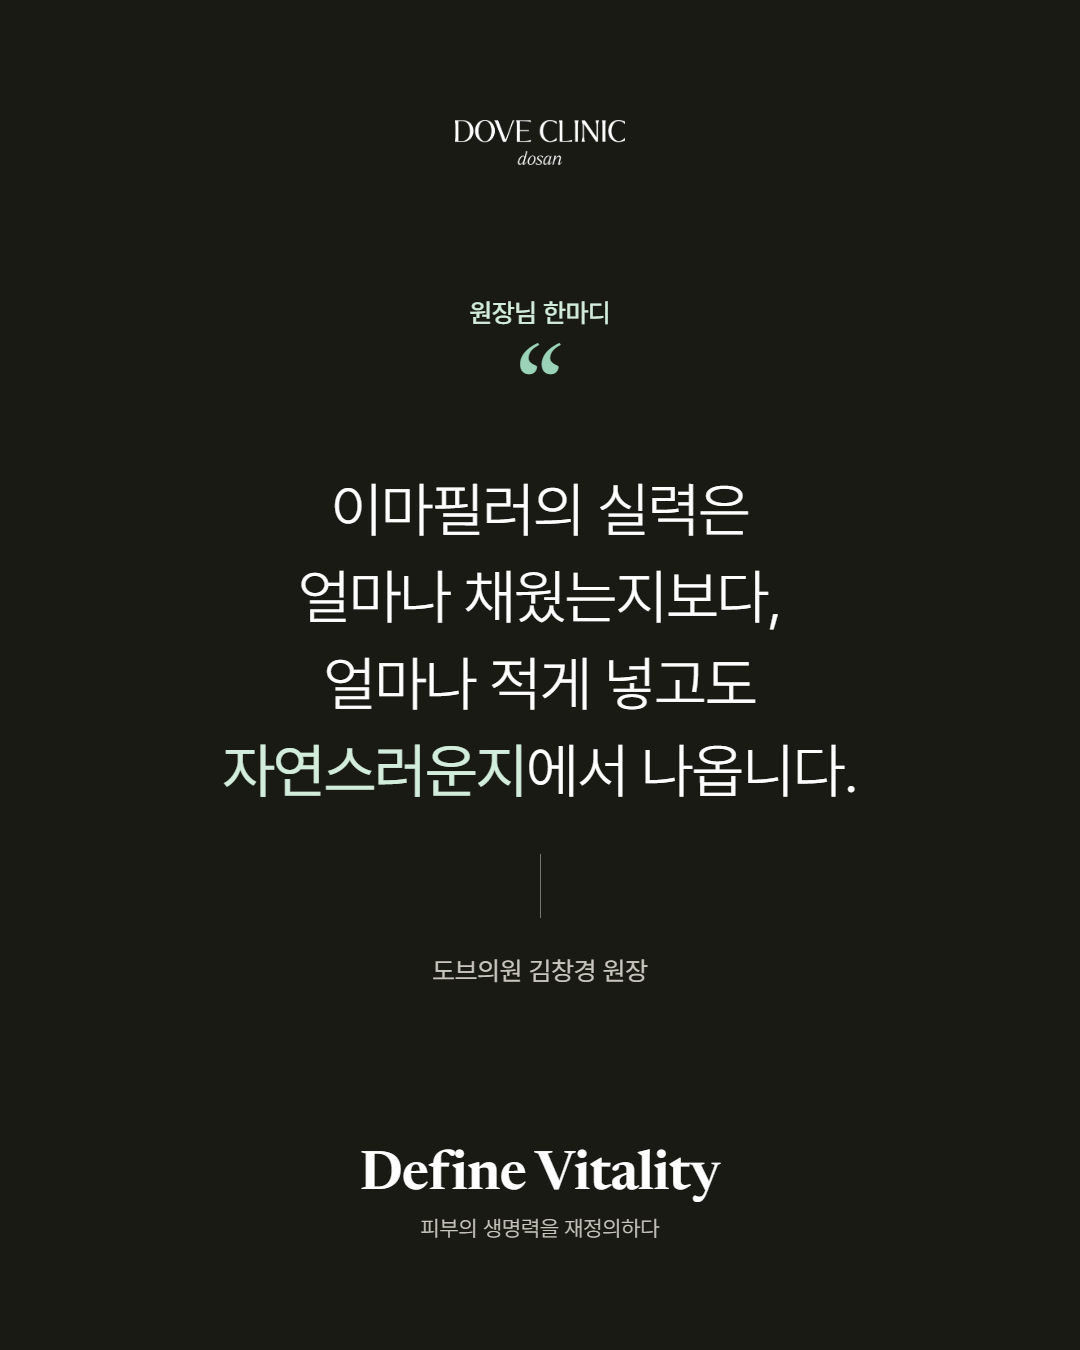 DOVE CLINIC
dosan
원장님 한마디
“
이마필러의 실력은
얼마나 채웠는지보다,
얼마나 적게 넣고도
자연스러운지에서 나옵니다.
도브의원 김창경 원장
Define Vitality
피부의 생명력을 재정의하다